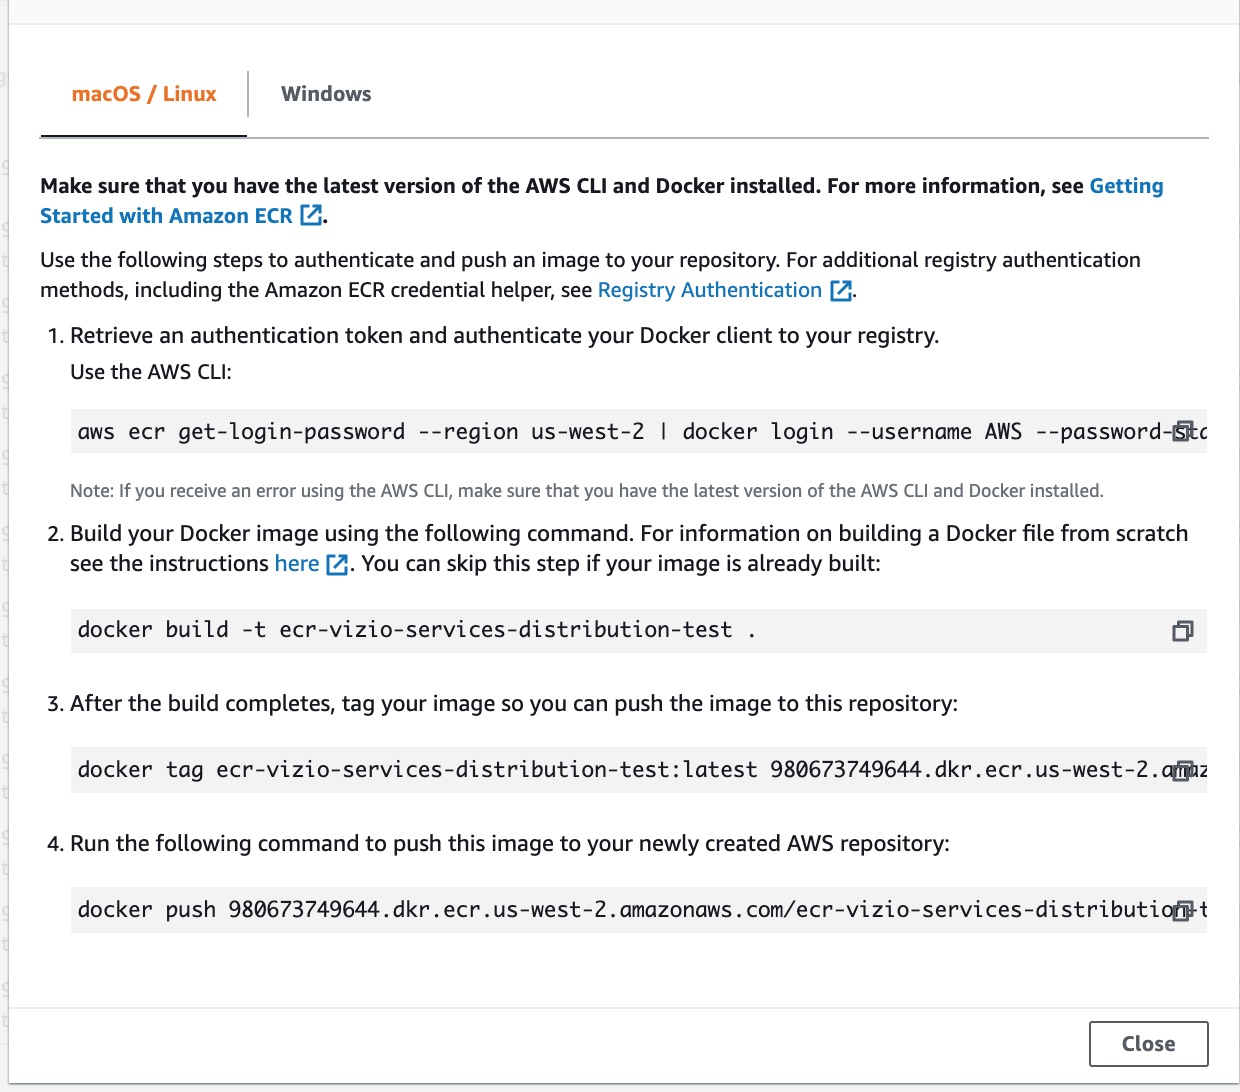 macOS / Linux
Windows
Make sure that you have the latest version of the AWS CLI and Docker installed. For more information, see Getting
Started with Amazon ECR .
Use the following steps to authenticate and push an image to your repository. For additional registry authentication
methods, including the Amazon ECR credential helper, see Registry Authentication .
1. Retrieve an authentication token and authenticate your Docker client to your registry.
Use the AWS CLI:
aws ecr get-login-password --region us-west-2 | docker login --username AWS --password-
Note: If you receive an error using the AWS CLI, make sure that you have the latest version of the AWS CLI and Docker installed.
2. Build your Docker image using the following command. For information on building a Docker file from scratch
see the instructions here . You can skip this step if your image is already built:
docker build -t ecr-vizio-services-distribution-test .
3. After the build completes, tag your image so you can push the image to this repository:
docker tag ecr-vizio-services-distribution-test:latest 980673749644.dkr.ecr.us-west-2.
4. Run the following command to push this image to your newly created AWS repository:
docker push 980673749644.dkr.ecr.us-west-2.amazonaws.com/ecr-vizio-services-distribution-t
Close